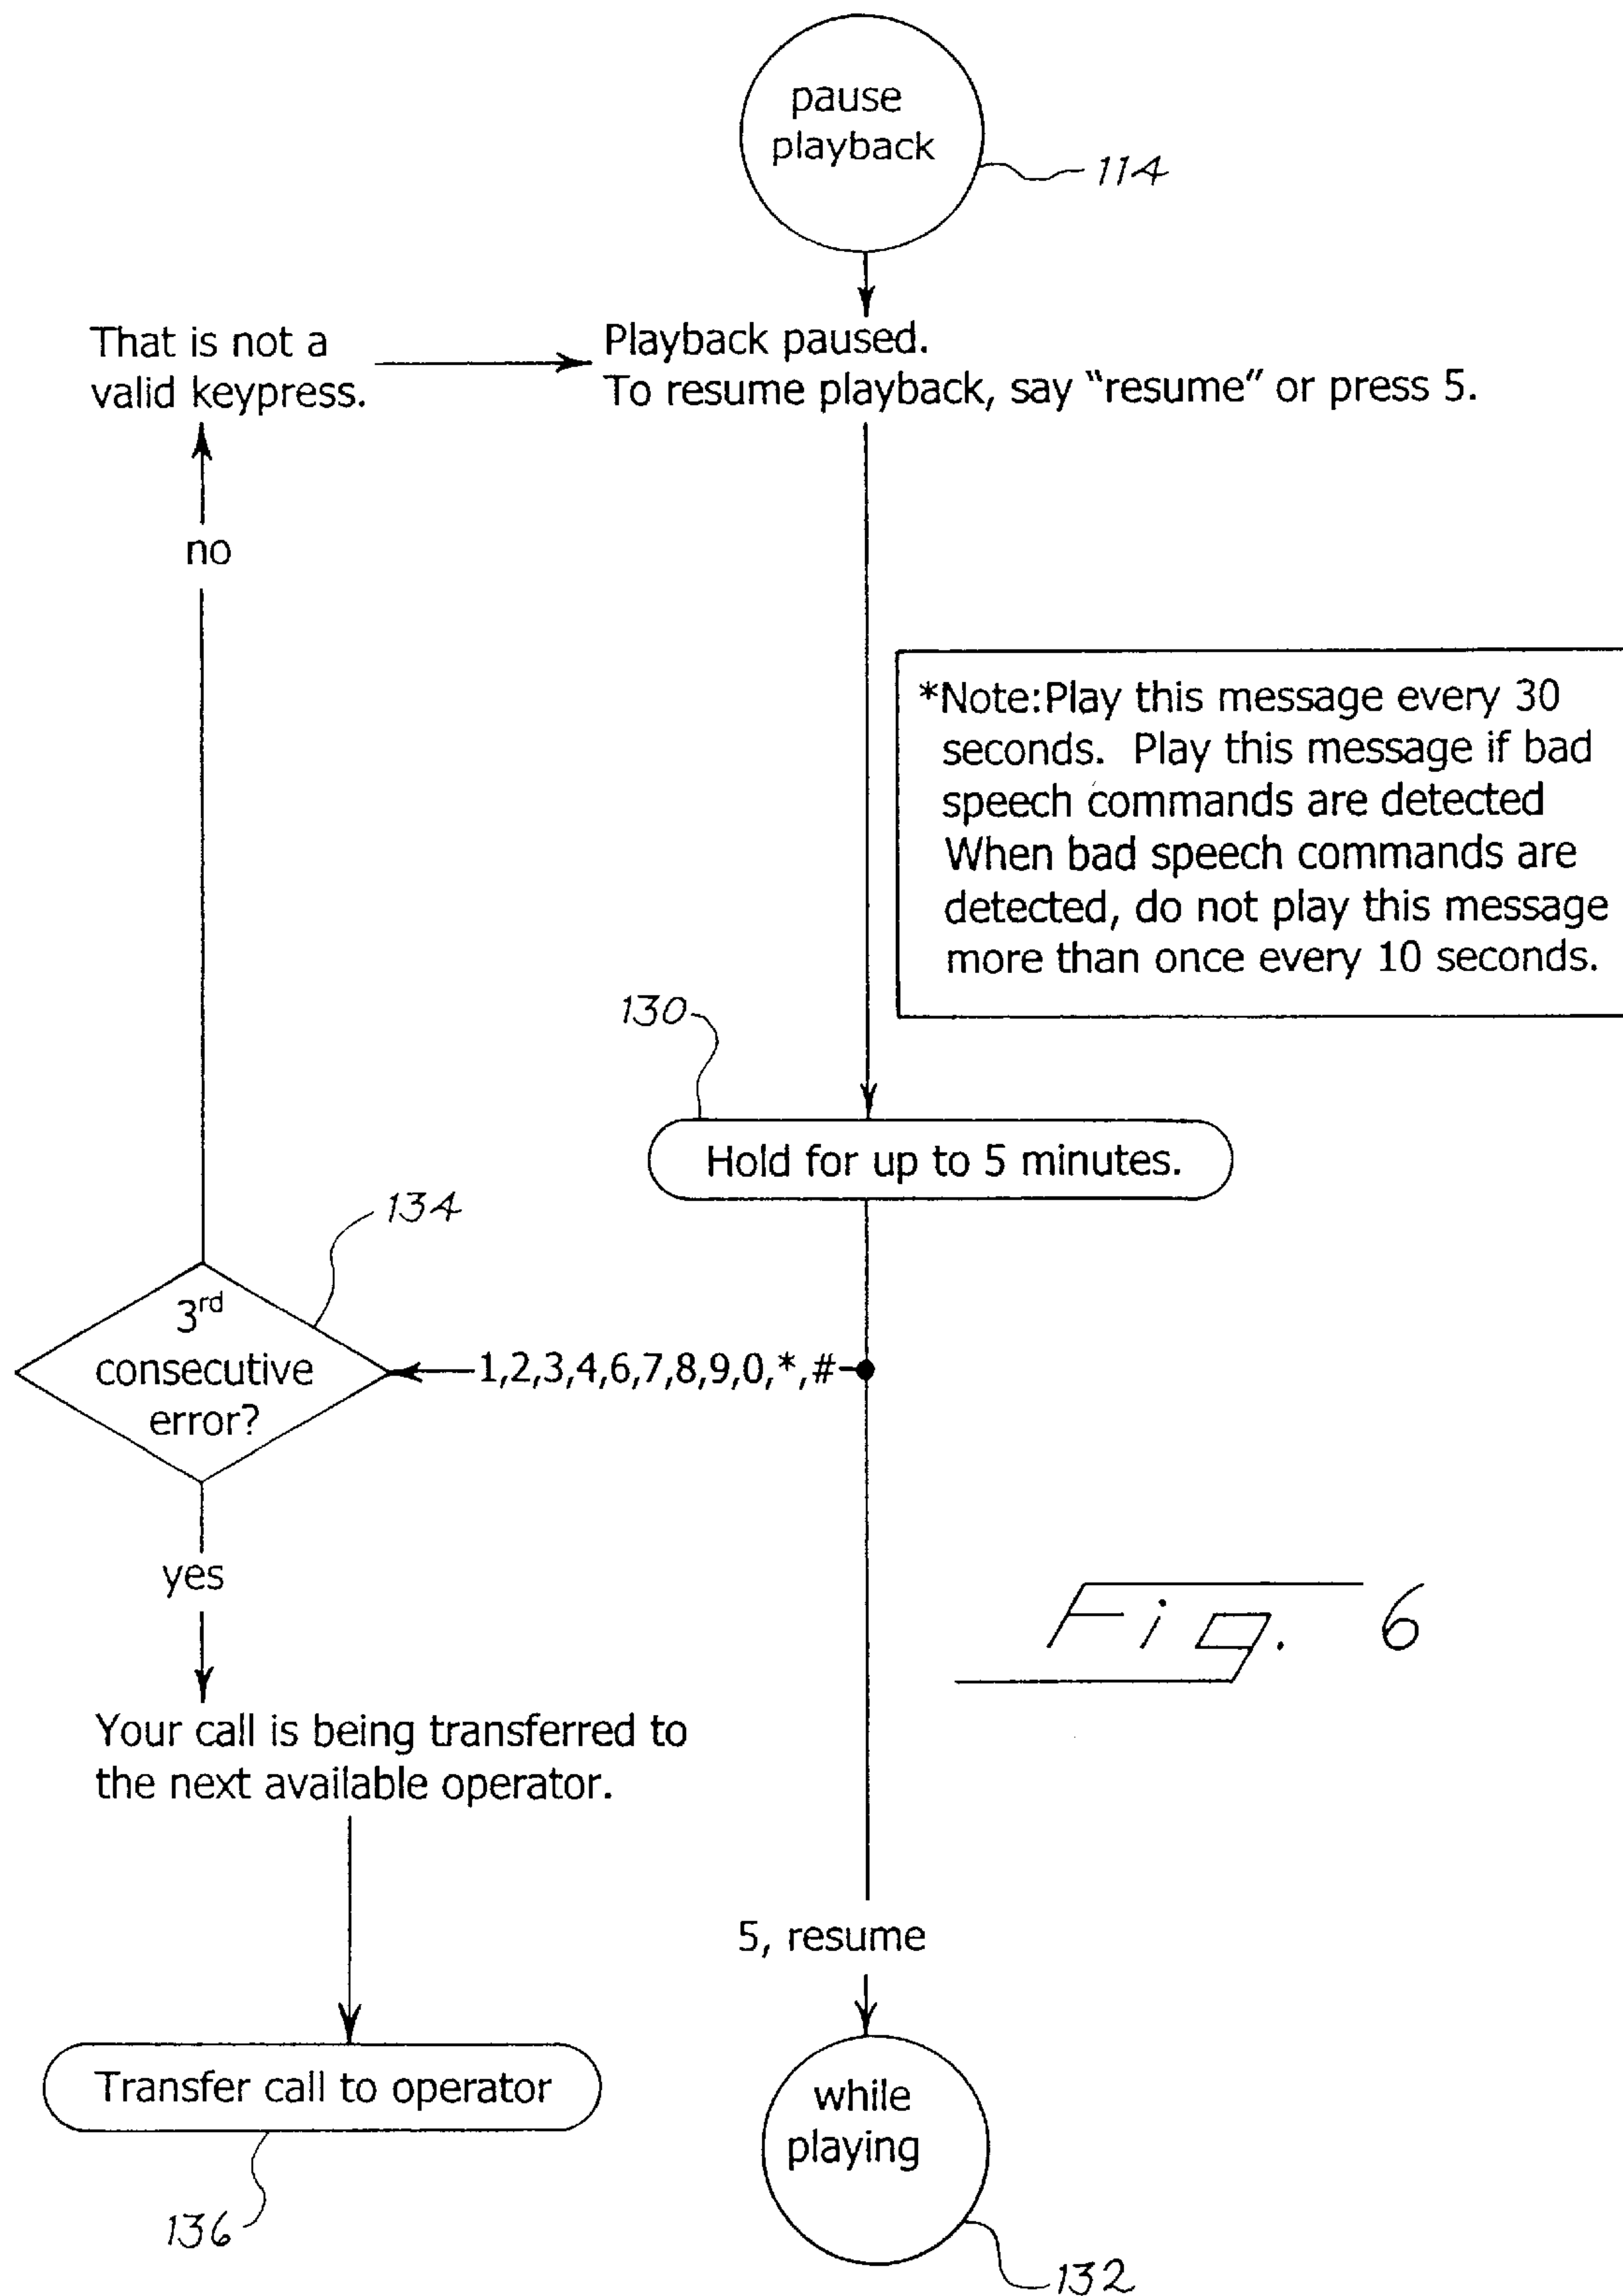 pause
playback
114
That is not a
valid keypress.
Playback paused.
To resume playback, say “resume” or press 5.
no
*Note:Play this message every 30
seconds. Play this message if bad
speech commands are detected
When bad speech commands are
detected, do not play this message
more than once every 10 seconds.
130
Hold for up to 5 minutes.
134
3rd
consecutive
error?
1,2,3,4,6,7,8,9,0,*,#
yes
Fig. 6
Your call is being transferred to
the next available operator.
5, resume
Transfer call to operator
while
playing
136
132